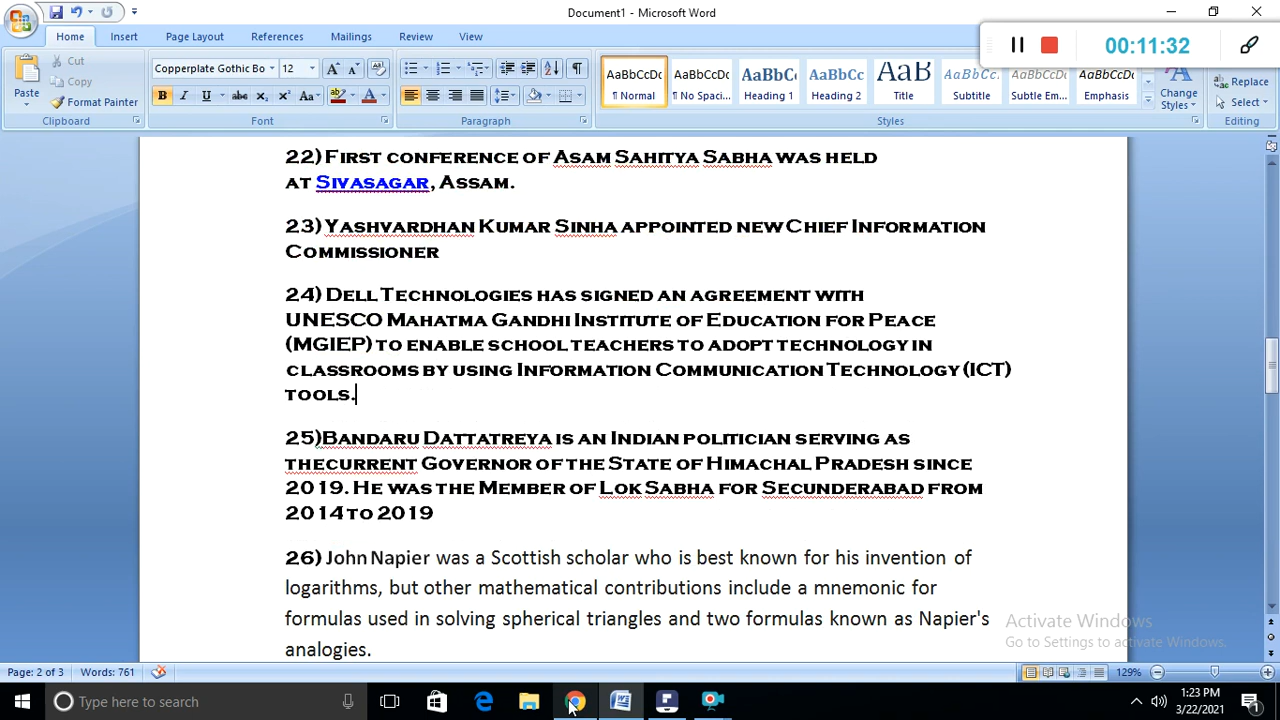 Document1 - Microsoft Word
Home Insert Page Layout References Mailings Review View
00:11:32
Paste Cut Copy Format Painter
Clipboard
Copperplate Gothic Bo 12
Font
Paragraph
AaBbCcDc AaBbCcDc AaBbCc AaBbCc AaB AaBbCc. AaBbCcDc AaBbCcDc
¶ Normal ¶ No Spaci... Heading 1 Heading 2 Title Subtitle Subtle Em... Emphasis
Change Styles
Styles
Replace
Select
Editing
22) First conference of Asam Sahitya Sabha was held
at Sivasagar, Assam.
23) Yashvardhan Kumar Sinha appointed new Chief Information
Commissioner
24) Dell Technologies has signed an agreement with
UNESCO Mahatma Gandhi Institute of Education for Peace
(MGIEP) to enable school teachers to adopt technology in
classrooms by using Information Communication Technology (ICT)
tools.
25)Bandaru Dattatreya is an Indian politician serving as
thecurrent Governor of the State of Himachal Pradesh since
2019. He was the Member of Lok Sabha for Secunderabad from
2014 to 2019
26) John Napier was a Scottish scholar who is best known for his invention of
logarithms, but other mathematical contributions include a mnemonic for
formulas used in solving spherical triangles and two formulas known as Napier's
analogies.
Activate Windows
Go to Settings to activate Windows.
Page: 2 of 3 Words: 761 129%
Type here to search
1:23 PM
3/22/2021